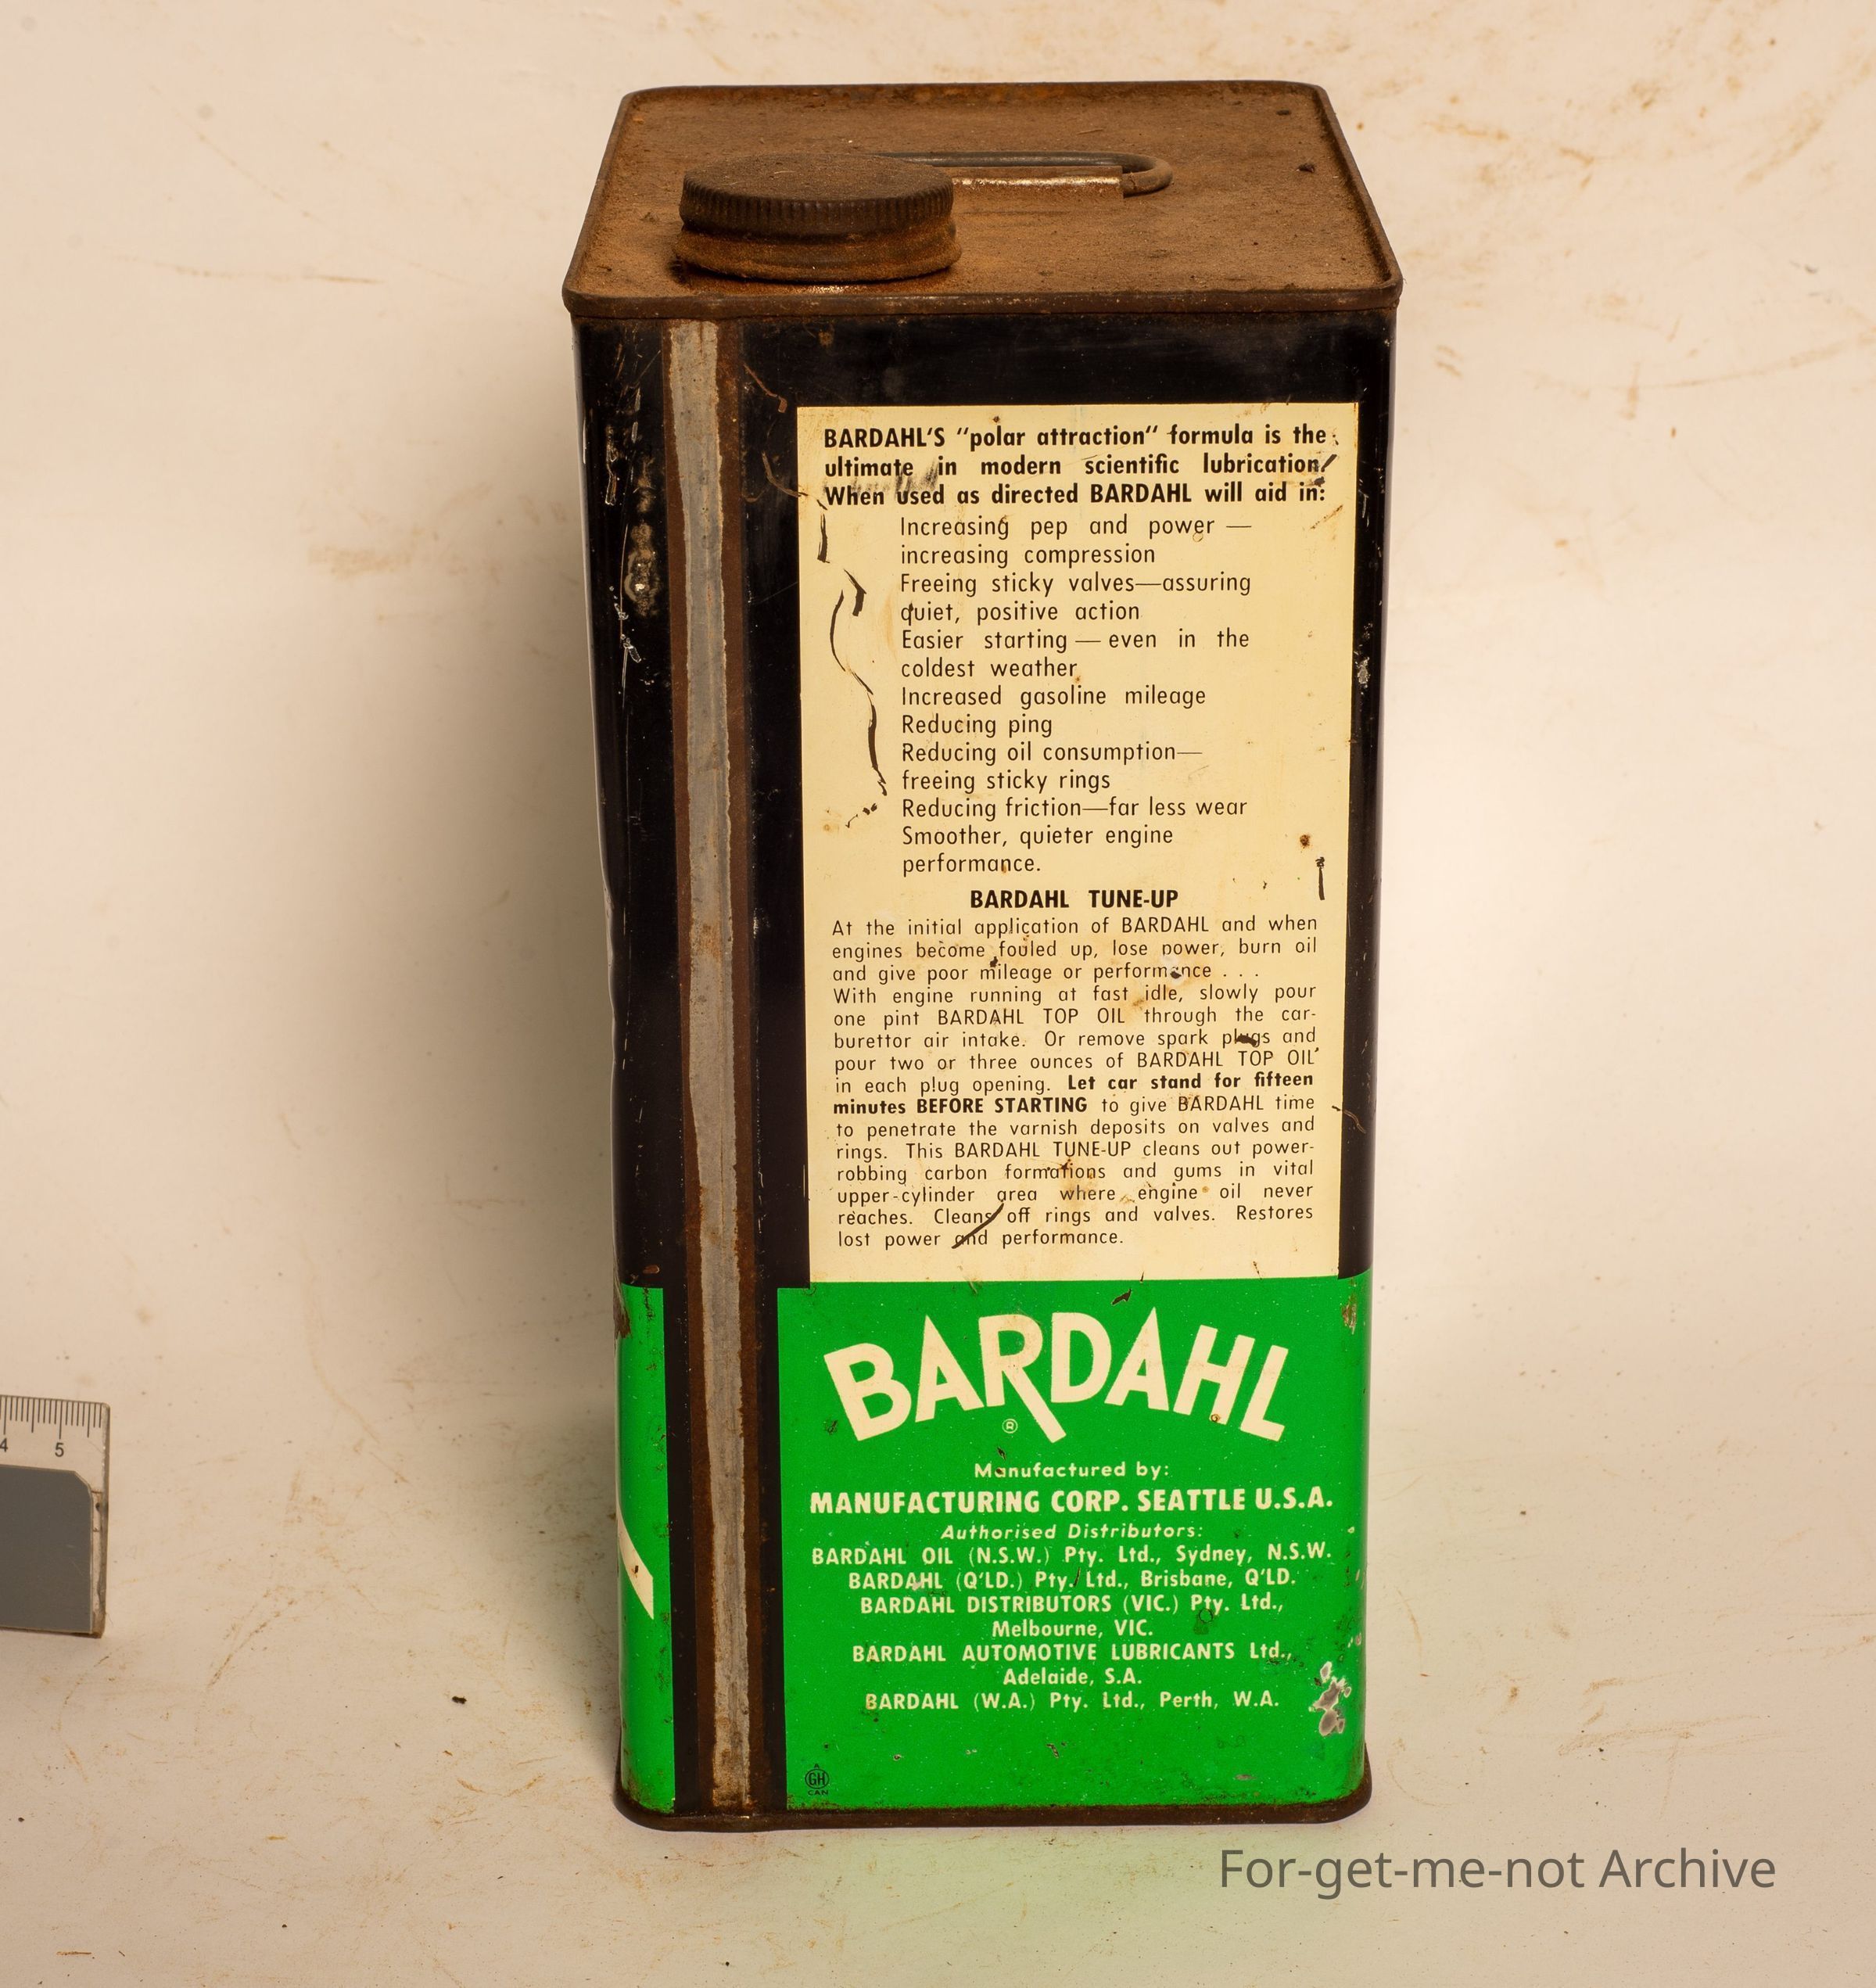 BARDAHL'S "polar attraction" formula is the
ultimate in modern scientific lubrication.
When used as directed BARDAHL will aid in:
Increasing pep and power —
increasing compression
Freeing sticky valves—assuring
quiet, positive action
Easier starting — even in the
coldest weather
Increased gasoline mileage
Reducing ping
Reducing oil consumption—
freeing sticky rings
Reducing friction—far less wear
Smoother, quieter engine
performance.
BARDAHL TUNE-UP
At the initial application of BARDAHL and when
engines become fouled up, lose power, burn oil
and give poor mileage or performance . . .
With engine running at fast idle, slowly pour
one pint BARDAHL TOP OIL through the car-
burettor air intake. Or remove spark plugs and
pour two or three ounces of BARDAHL TOP OIL
in each plug opening. Let car stand for fifteen
minutes BEFORE STARTING to give BARDAHL time
to penetrate the varnish deposits on valves and
rings. This BARDAHL TUNE-UP cleans out power-
robbing carbon formations and gums in vital
upper-cylinder area where engine oil never
reaches. Cleans off rings and valves. Restores
lost power and performance.
BARDAHL
®
Manufactured by:
MANUFACTURING CORP. SEATTLE U.S.A.
Authorised Distributors:
BARDAHL OIL (N.S.W.) Pty. Ltd., Sydney, N.S.W.
BARDAHL (Q'LD.) Pty. Ltd., Brisbane, Q'LD.
BARDAHL DISTRIBUTORS (VIC.) Pty. Ltd.,
Melbourne, VIC.
BARDAHL AUTOMOTIVE LUBRICANTS Ltd.,
Adelaide, S.A.
BARDAHL (W.A.) Pty. Ltd., Perth, W.A.
A
GH
CAN
4 5
For-get-me-not Archive